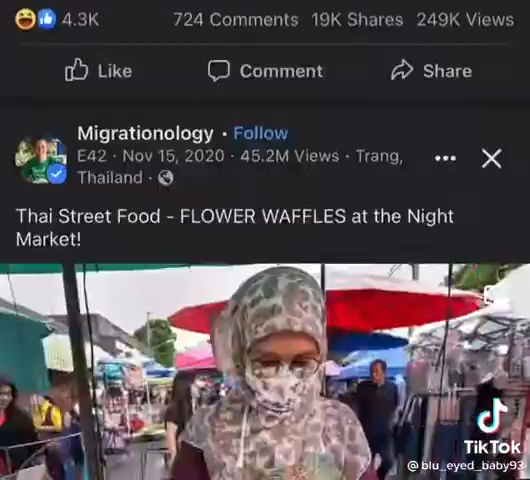 4.3K 724 Comments 19K Shares 249K Views
Like Comment Share
Migrationology · Follow
E42 · Nov 15, 2020 · 45.2M Views · Trang,
Thailand ·
Thai Street Food - FLOWER WAFFLES at the Night
Market!
TikTok
@blu_eyed_baby93